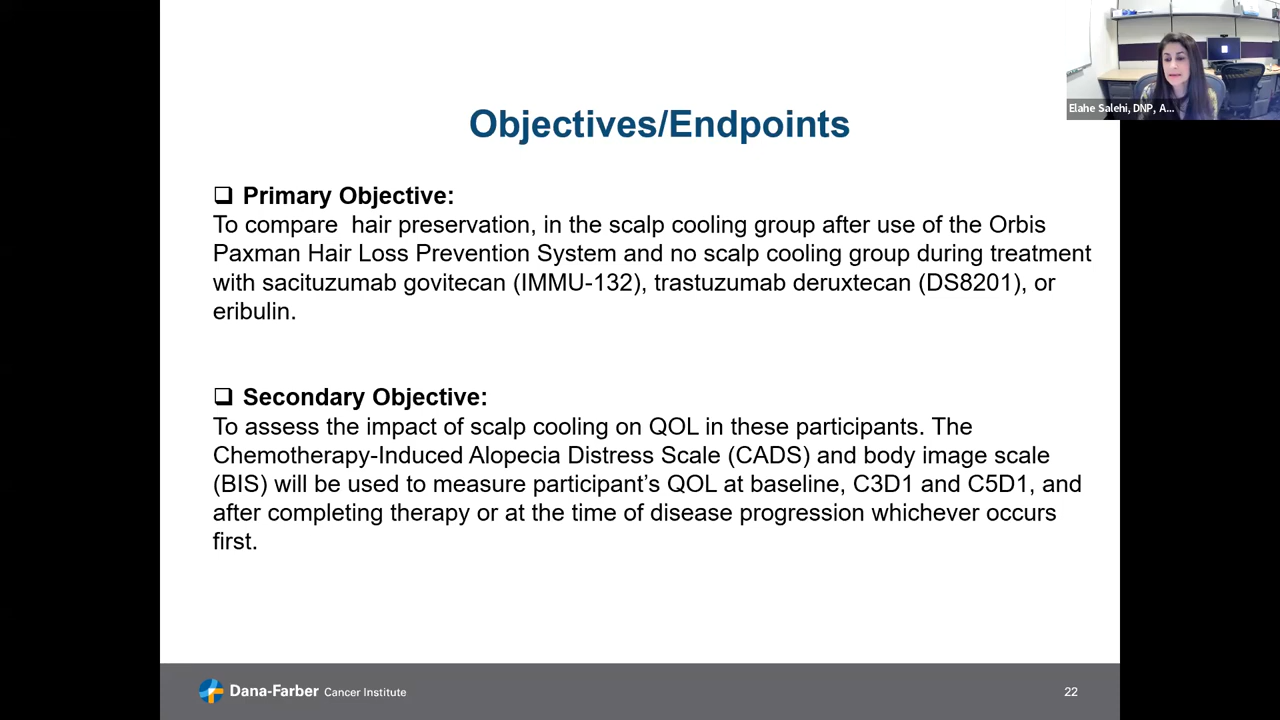 Elahe Salehi, DNP, A...
Objectives/Endpoints
❑ Primary Objective:
To compare  hair preservation, in the scalp cooling group after use of the Orbis
Paxman Hair Loss Prevention System and no scalp cooling group during treatment
with sacituzumab govitecan (IMMU-132), trastuzumab deruxtecan (DS8201), or
eribulin.
❑ Secondary Objective:
To assess the impact of scalp cooling on QOL in these participants. The
Chemotherapy-Induced Alopecia Distress Scale (CADS) and body image scale
(BIS) will be used to measure participant’s QOL at baseline, C3D1 and C5D1, and
after completing therapy or at the time of disease progression whichever occurs
first.
Dana-Farber Cancer Institute
22